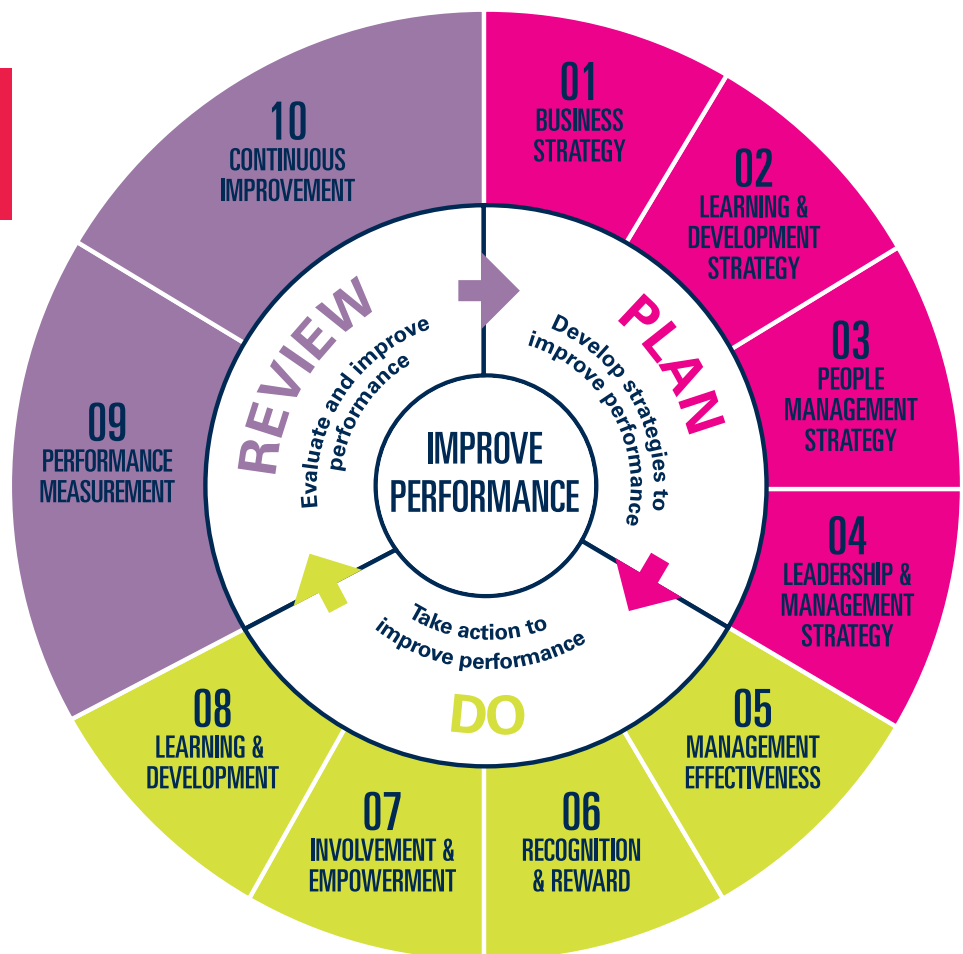 01
BUSINESS
STRATEGY
02
LEARNING &
DEVELOPMENT
STRATEGY
03
PEOPLE
MANAGEMENT
STRATEGY
04
LEADERSHIP &
MANAGEMENT
STRATEGY
05
MANAGEMENT
EFFECTIVENESS
06
RECOGNITION
& REWARD
07
INVOLVEMENT &
EMPOWERMENT
08
LEARNING &
DEVELOPMENT
09
PERFORMANCE
MEASUREMENT
10
CONTINUOUS
IMPROVEMENT
PLAN
Develop strategies to
improve performance
DO
Take action to
improve performance
REVIEW
Evaluate and improve
performance
IMPROVE
PERFORMANCE